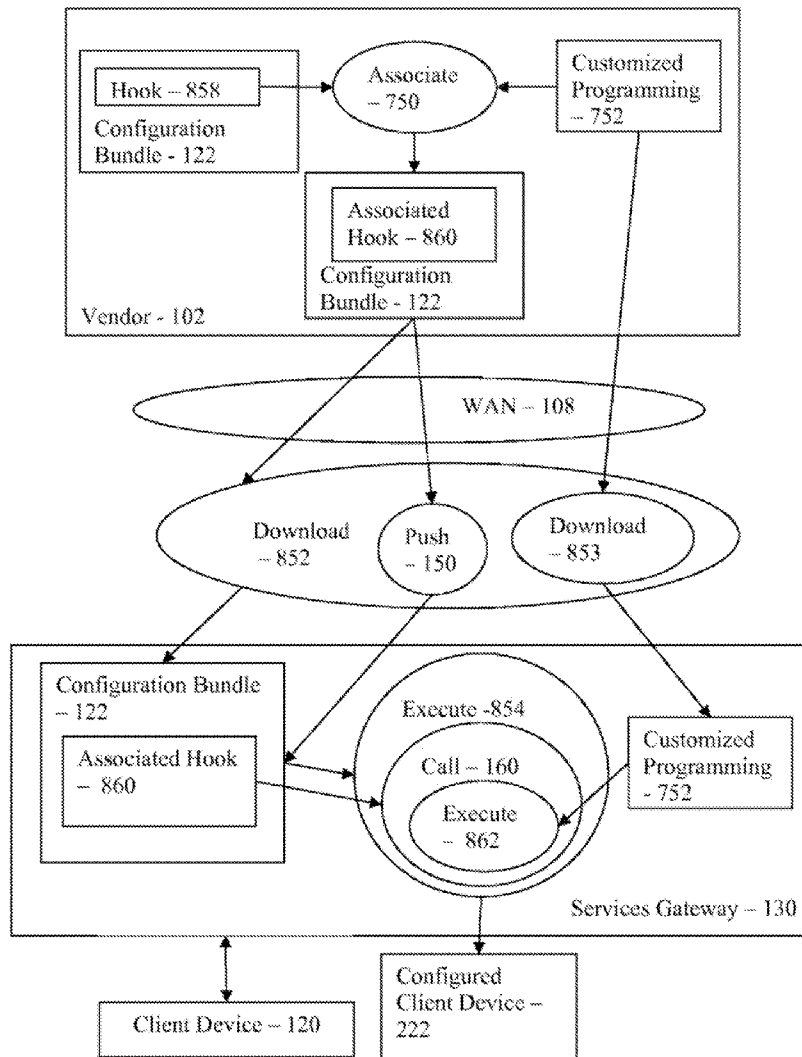 Hook – 858
Configuration
Bundle - 122
Associate
– 750
Customized
Programming
– 752
Associated
Hook – 860
Configuration
Bundle - 122
Vendor - 102
WAN – 108
Download
– 852
Push
– 150
Download
– 853
Configuration Bundle
– 122
Associated Hook
– 860
Execute -854
Call – 160
Execute
– 862
Customized
Programming
- 752
Services Gateway – 130
Client Device – 120
Configured
Client Device –
222